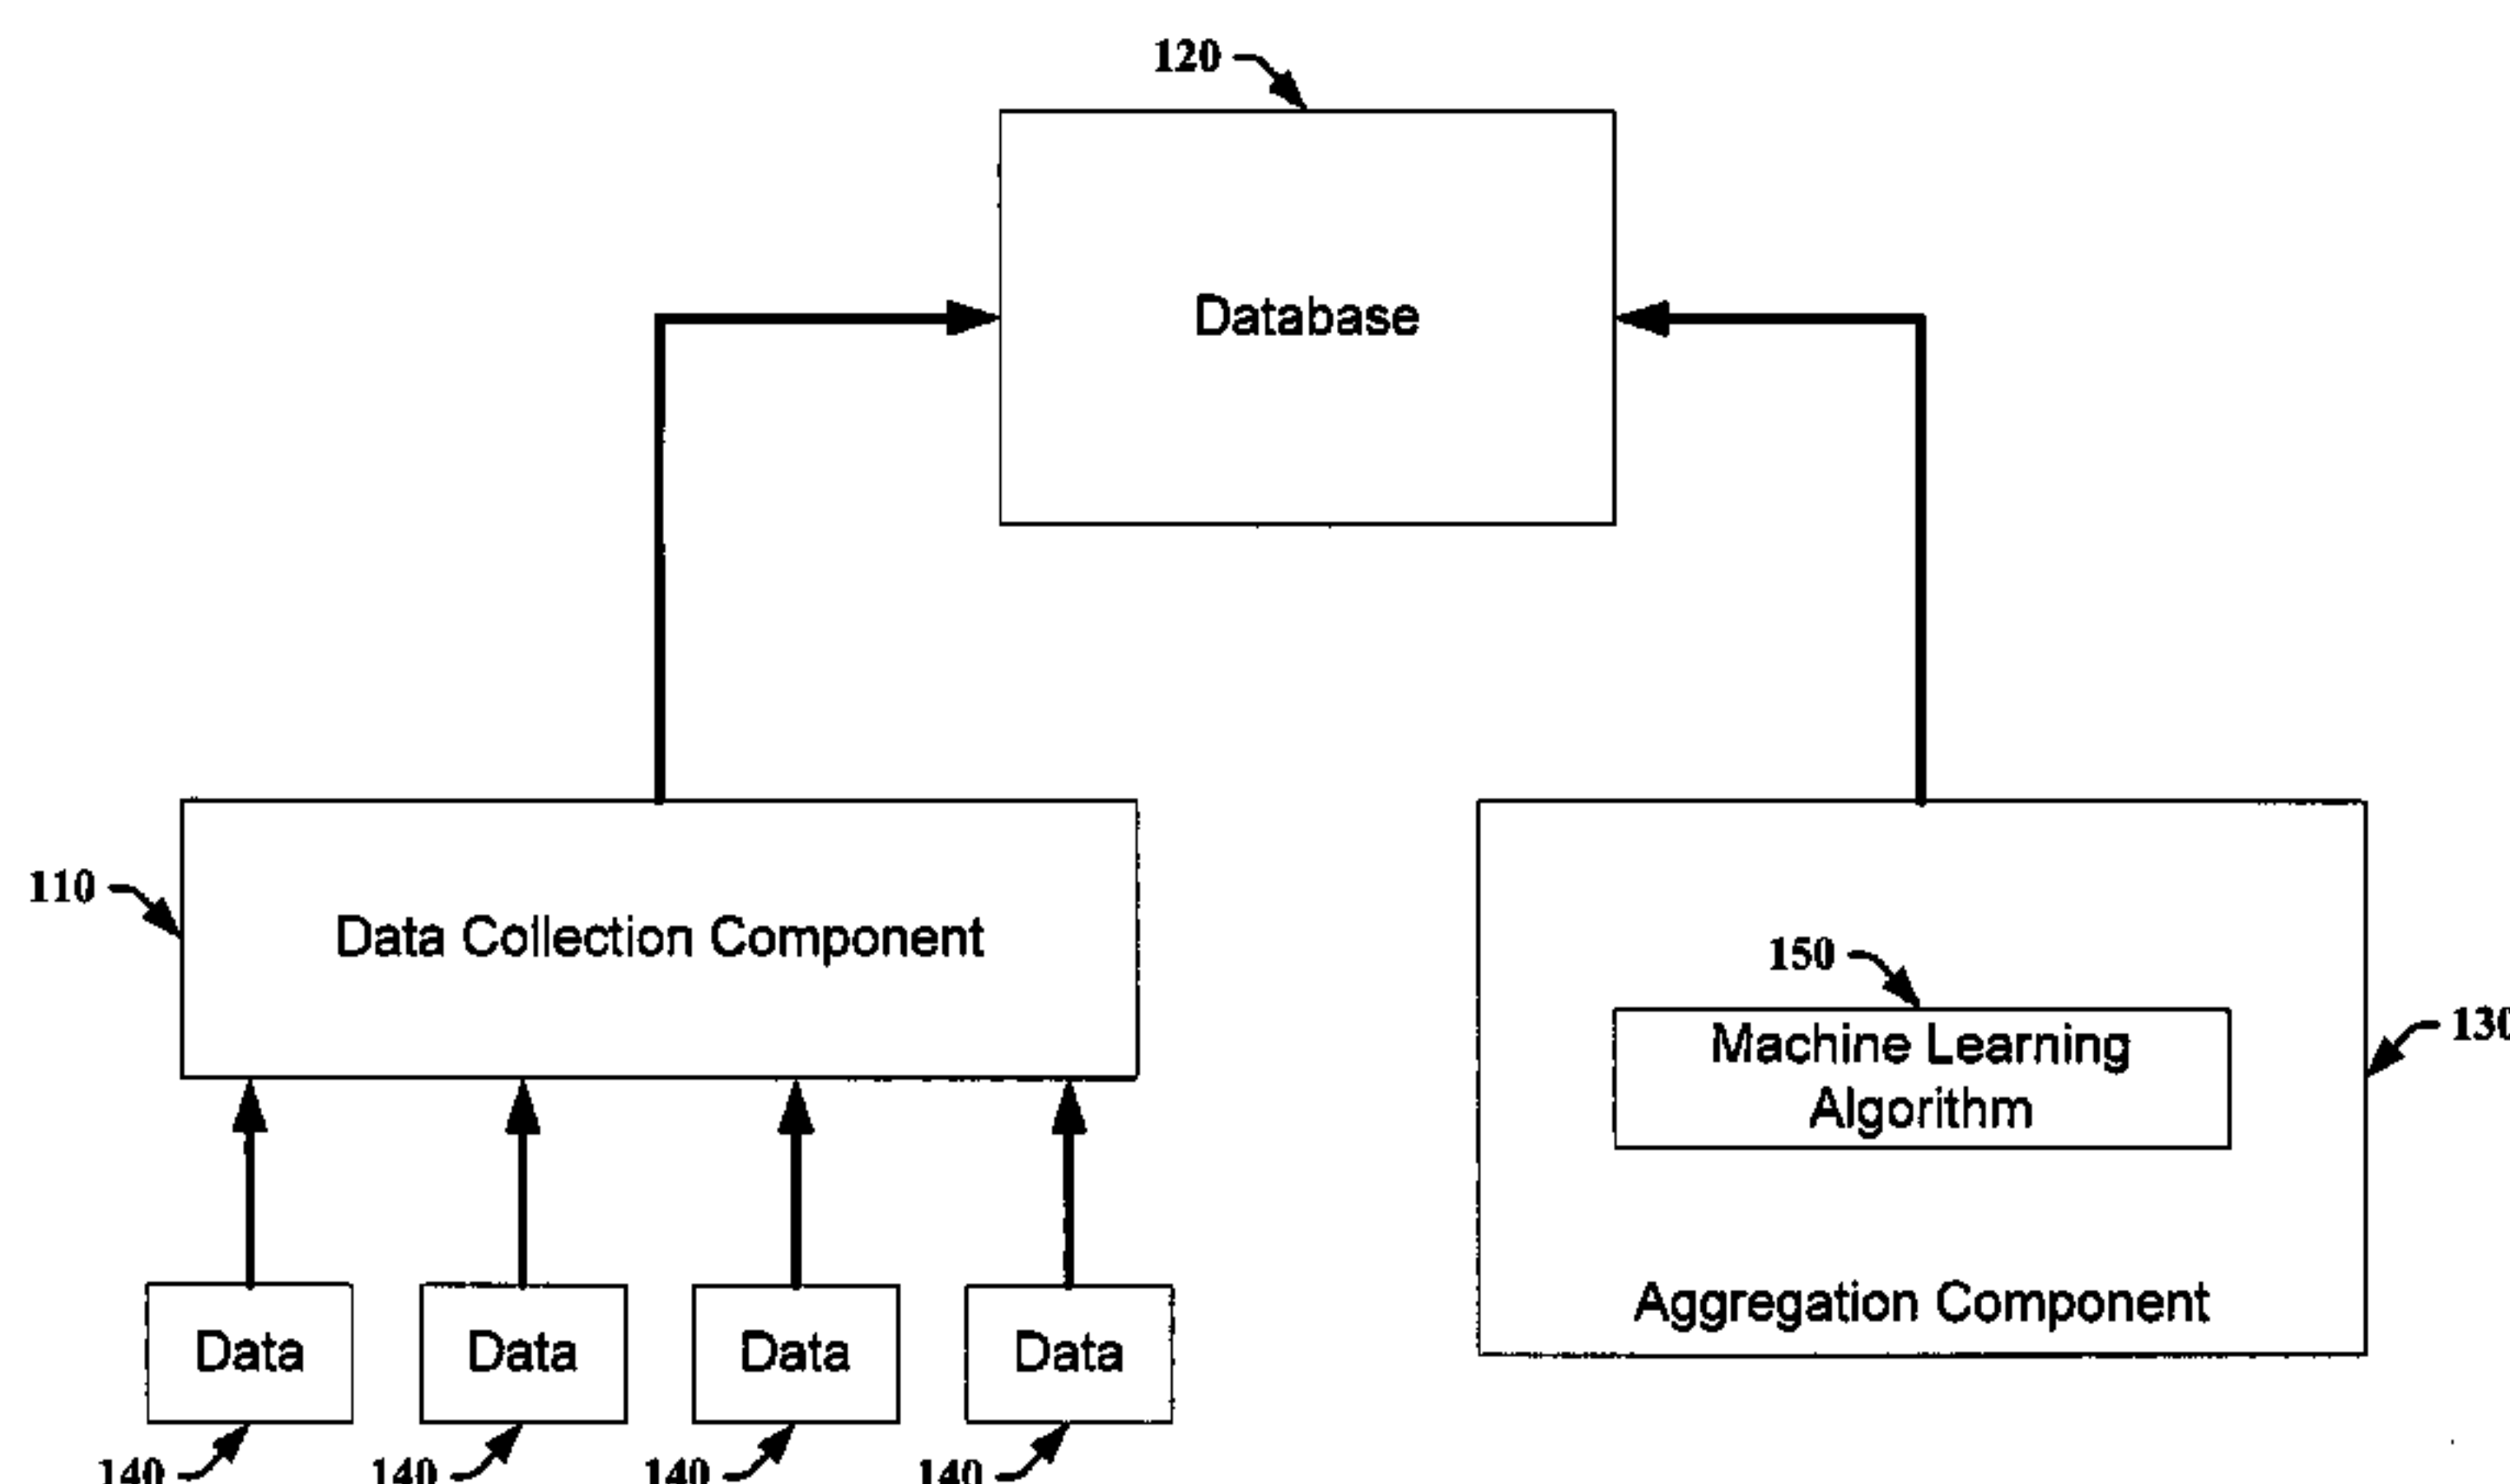 120
Database
110
Data Collection Component
150
Machine Learning
Algorithm
130
Aggregation Component
Data Data Data Data
140 140 140 140